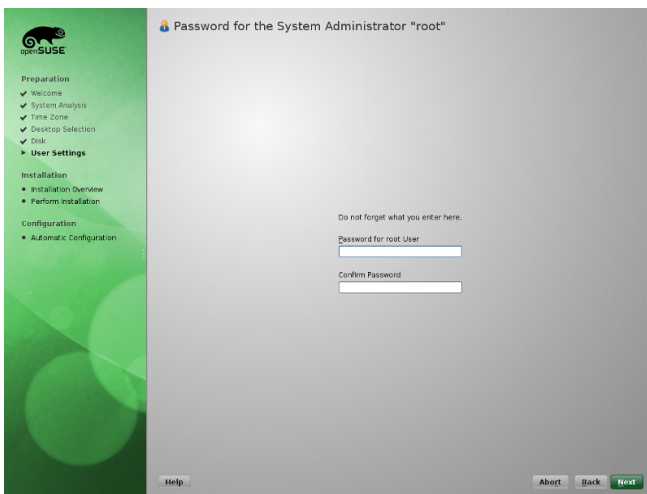 openSUSE
Preparation
Welcome
System Analysis
Time Zone
Desktop Selection
Disk
User Settings
Installation
Installation Overview
Perform Installation
Configuration
Automatic Configuration
Password for the System Administrator "root"
Do not forget what you enter here.
Password for root User
Confirm Password
Help
Abort
Back
Next